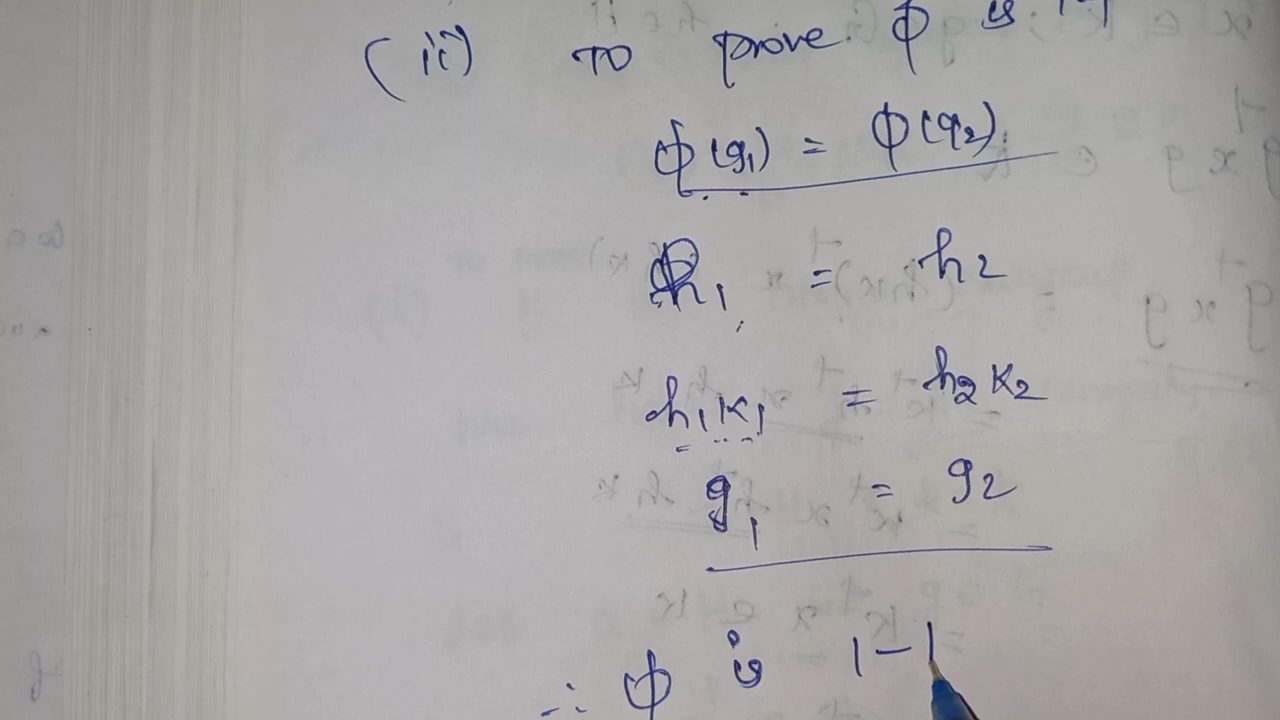 (ii) To prove φ is 1-1
φ(g₁) = φ(g₂)
h₁ = h₂
h₁k₁ = h₂k₂
g₁ = g₂
∴ φ is 1-1